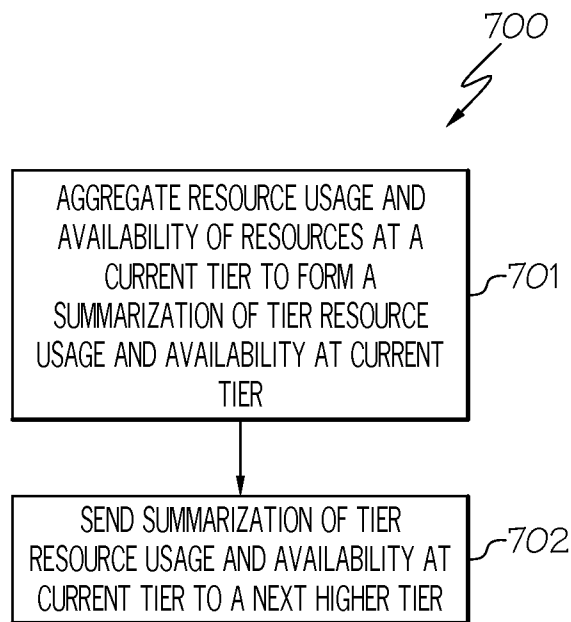 700
AGGREGATE RESOURCE USAGE AND
AVAILABILITY OF RESOURCES AT A
CURRENT TIER TO FORM A
SUMMARIZATION OF TIER RESOURCE
USAGE AND AVAILABILITY AT CURRENT
TIER
701
SEND SUMMARIZATION OF TIER
RESOURCE USAGE AND AVAILABILITY AT
CURRENT TIER TO A NEXT HIGHER TIER
702